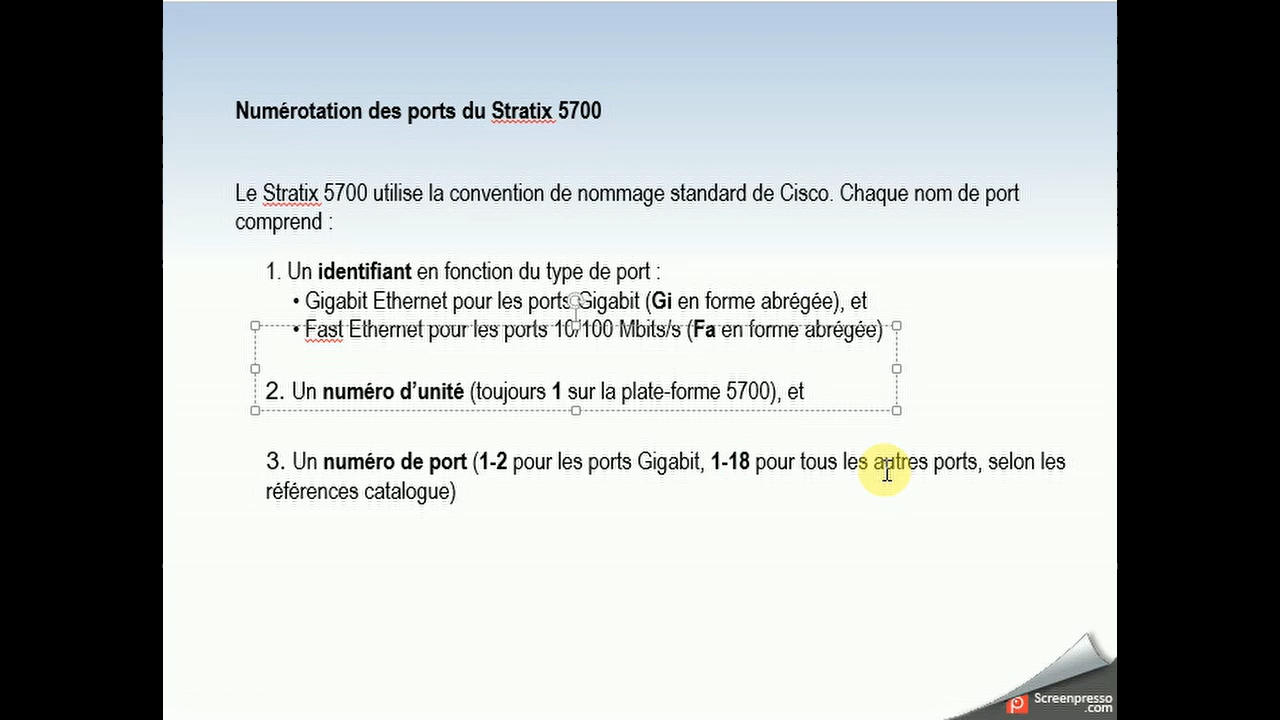 Numérotation des ports du Stratix 5700
Le Stratix 5700 utilise la convention de nommage standard de Cisco. Chaque nom de port
comprend :
1. Un identifiant en fonction du type de port :
• Gigabit Ethernet pour les ports Gigabit (Gi en forme abrégée), et
• Fast Ethernet pour les ports 10/100 Mbits/s (Fa en forme abrégée)
2. Un numéro d’unité (toujours 1 sur la plate-forme 5700), et
3. Un numéro de port (1-2 pour les ports Gigabit, 1-18 pour tous les autres ports, selon les
références catalogue)
Screenpresso
.com